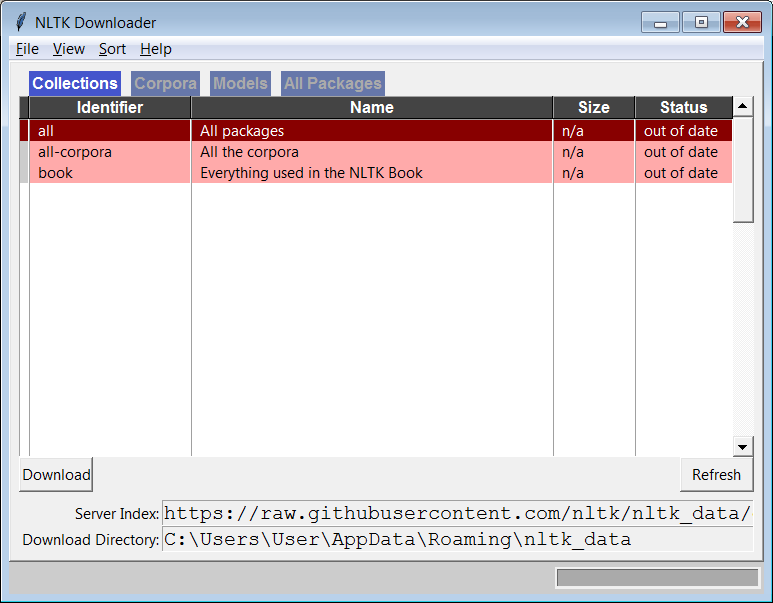 NLTK Downloader
File View Sort Help
Collections Corpora Models All Packages
Identifier Name Size Status
all All packages n/a out of date
all-corpora All the corpora n/a out of date
book Everything used in the NLTK Book n/a out of date
Download Refresh
Server Index: https://raw.githubusercontent.com/nltk/nltk_data/
Download Directory: C:\Users\User\AppData\Roaming\nltk_data